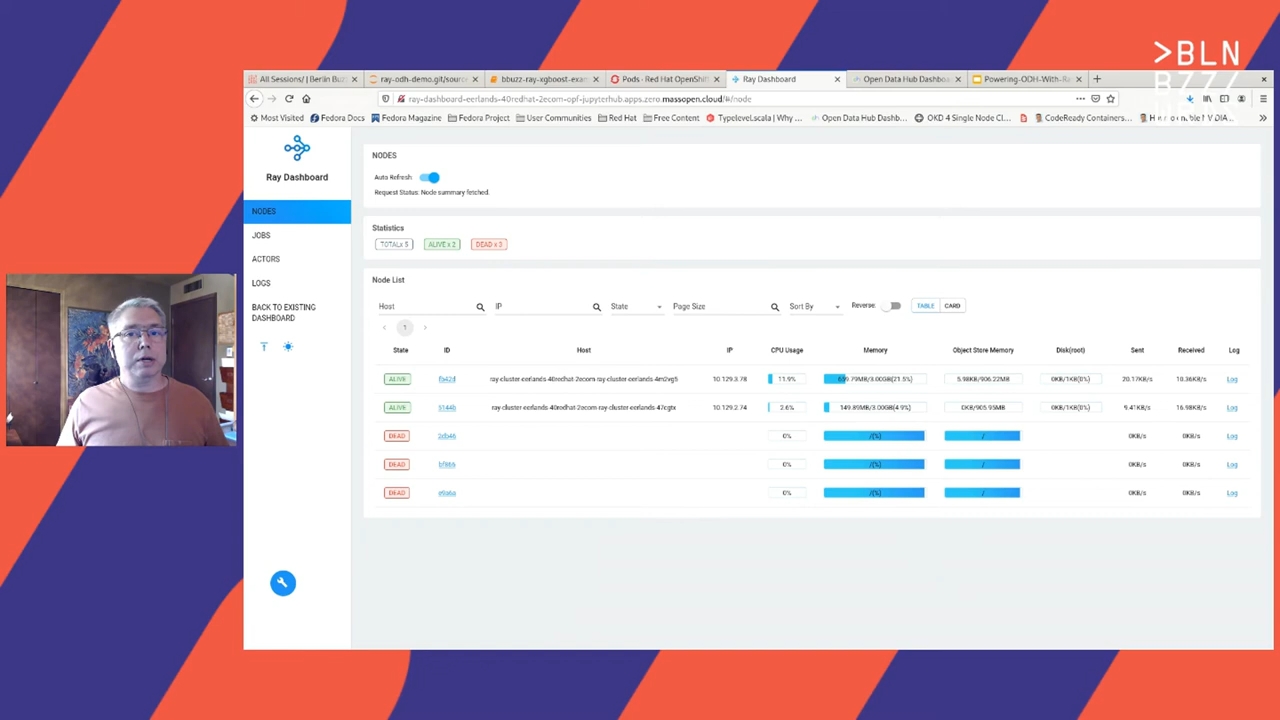 >BLN
BZZ/
All Sessions/ | Berlin Buz
ray-odh-demo.git/source
bbuzz-ray-xgboost-exa
Pods · Red Hat OpenShift
Ray Dashboard
Open Data Hub Dashboa
Powering-ODH-With-Ra
ray-dashboard-eerlands-40redhat-2ecom-opf-jupyterhub.apps.zero.massopen.cloud/#/node
Most Visited
Fedora Docs
Fedora Magazine
Fedora Project
User Communities
Red Hat
Free Content
Typelevel.scala | Why ...
Open Data Hub Dashbo...
OKD 4 Single Node Cl...
CodeReady Containers...
Ray Dashboard
NODES
JOBS
ACTORS
LOGS
BACK TO EXISTING
DASHBOARD
NODES
Auto Refresh
Request Status: Node summary fetched.
Statistics
TOTAL x 5 ALIVE x 2 DEAD x 3
Node List
Host IP State Page Size Sort By Reverse: TABLE CARD
1
State ID Host IP CPU Usage Memory Object Store Memory Disk(root) Sent Received Log
ALIVE fa42d ray-cluster-eerlands-40redhat-2ecom-ray-cluster-eerlands-4m2vg5 10.129.3.78 11.9% 659.79MB/3.00GB(21.5%) 5.98KB/906.22MB 0KB/1KB(0%) 20.17KB/s 10.36KB/s Log
ALIVE 5144b ray-cluster-eerlands-40redhat-2ecom-ray-cluster-eerlands-47cgtx 10.129.2.74 2.6% 149.89MB/3.00GB(4.9%) 0KB/905.95MB 0KB/1KB(0%) 9.41KB/s 16.98KB/s Log
DEAD 2db46 0% /(%) / 0KB/s 0KB/s Log
DEAD bf866 0% /(%) / 0KB/s 0KB/s Log
DEAD e9a6a 0% /(%) / 0KB/s 0KB/s Log